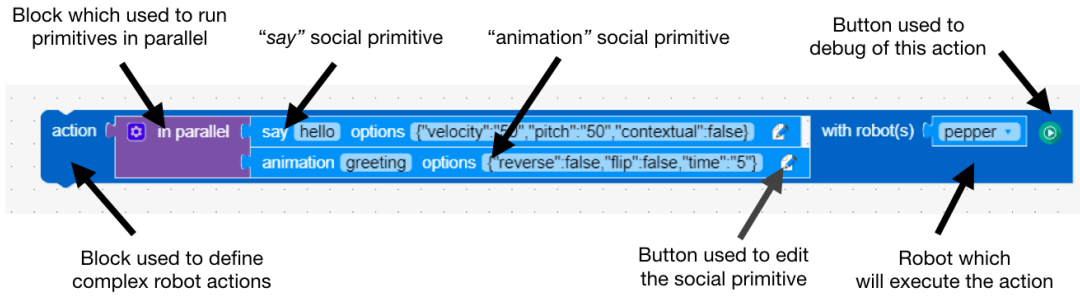 Block which used to run
primitives in parallel
“say” social primitive
“animation” social primitive
Button used to
debug of this action
action in parallel say hello options {"velocity":"50","pitch":"50","contextual":false} with robot(s) pepper
animation greeting options {"reverse":false,"flip":false,"time":"5"}
Block used to define
complex robot actions
Button used to edit
the social primitive
Robot which
will execute the action